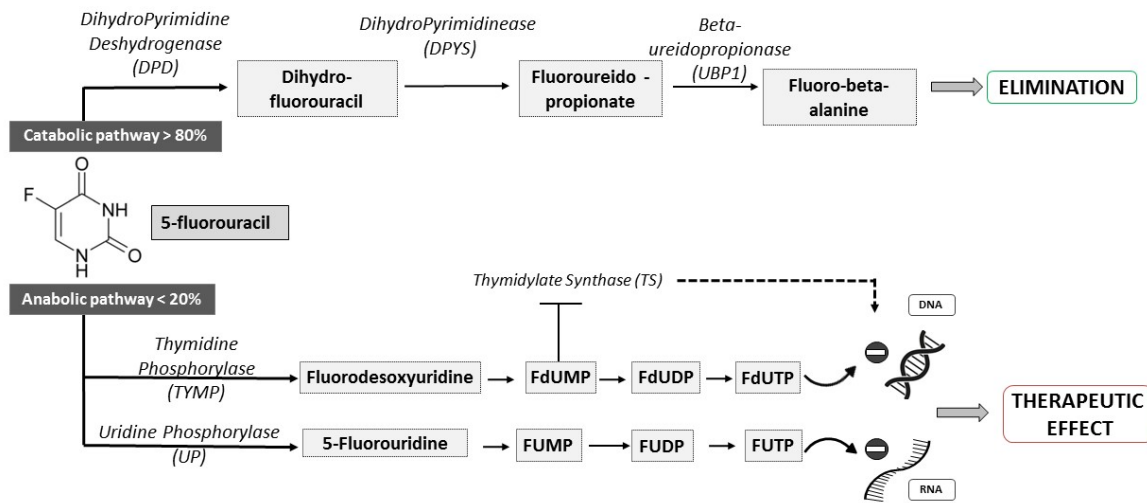 DihydroPyrimidine
Deshydrogenase
(DPD)
DihydroPyrimidinease
(DPYS)
Beta-
ureidopropionase
(UBP1)
Dihydro-
fluorouracil
Fluoroureido -
propionate
Fluoro-beta-
alanine
ELIMINATION
Catabolic pathway > 80%
O
F
NH
N
H
O
5-fluorouracil
Anabolic pathway < 20%
Thymidylate Synthase (TS)
DNA
Thymidine
Phosphorylase
(TYMP)
Fluorodesoxyuridine
FdUMP
FdUDP
FdUTP
THERAPEUTIC
EFFECT
Uridine Phosphorylase
(UP)
5-Fluorouridine
FUMP
FUDP
FUTP
RNA